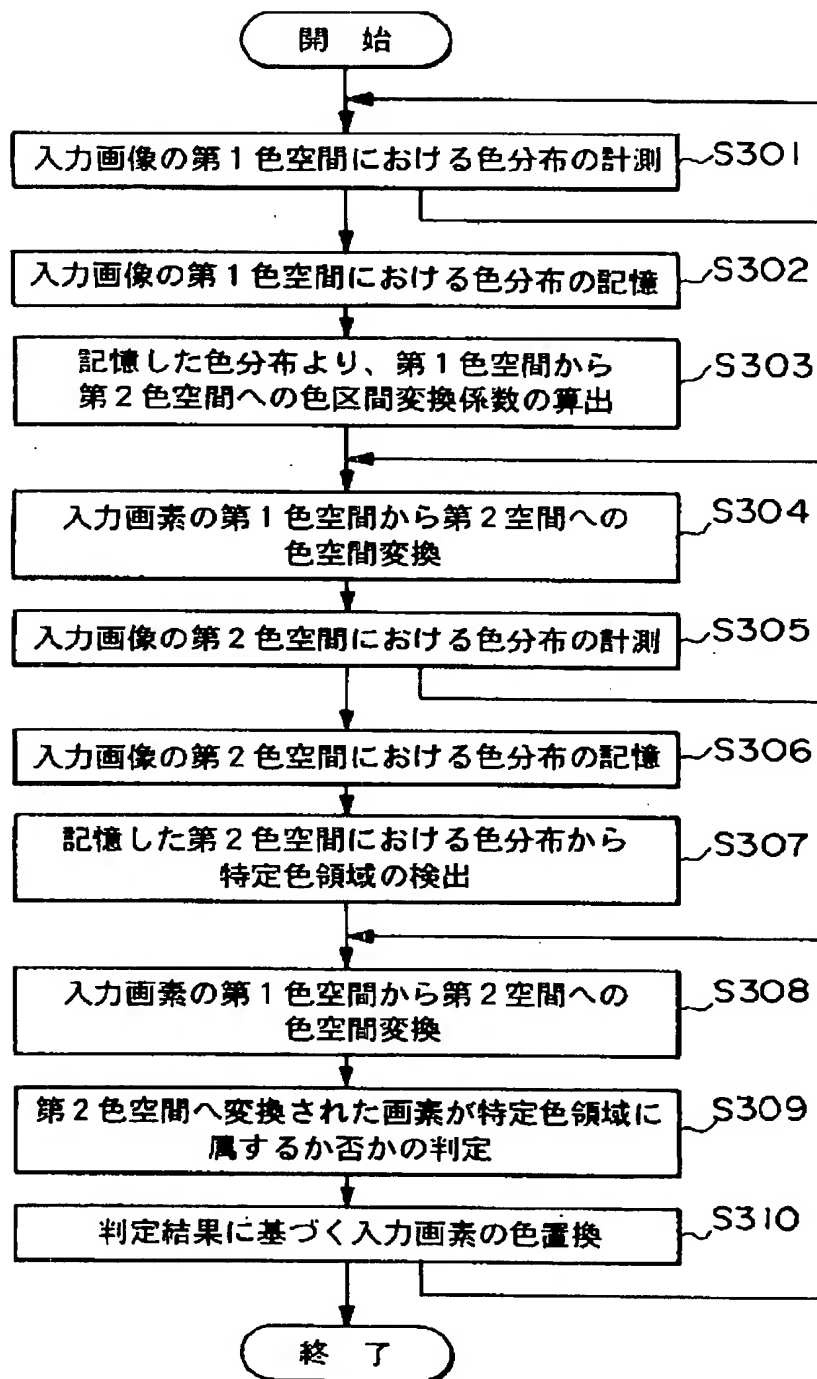 開 始
入力画像の第1色空間における色分布の計測
S301
入力画像の第1色空間における色分布の記憶
S302
記憶した色分布より、第1色空間から
第2色空間への色区間変換係数の算出
S303
入力画素の第1色空間から第2空間への
色空間変換
S304
入力画像の第2色空間における色分布の計測
S305
入力画像の第2色空間における色分布の記憶
S306
記憶した第2色空間における色分布から
特定色領域の検出
S307
入力画素の第1色空間から第2空間への
色空間変換
S308
第2色空間へ変換された画素が特定色領域に
属するか否かの判定
S309
判定結果に基づく入力画素の色置換
S310
終 了